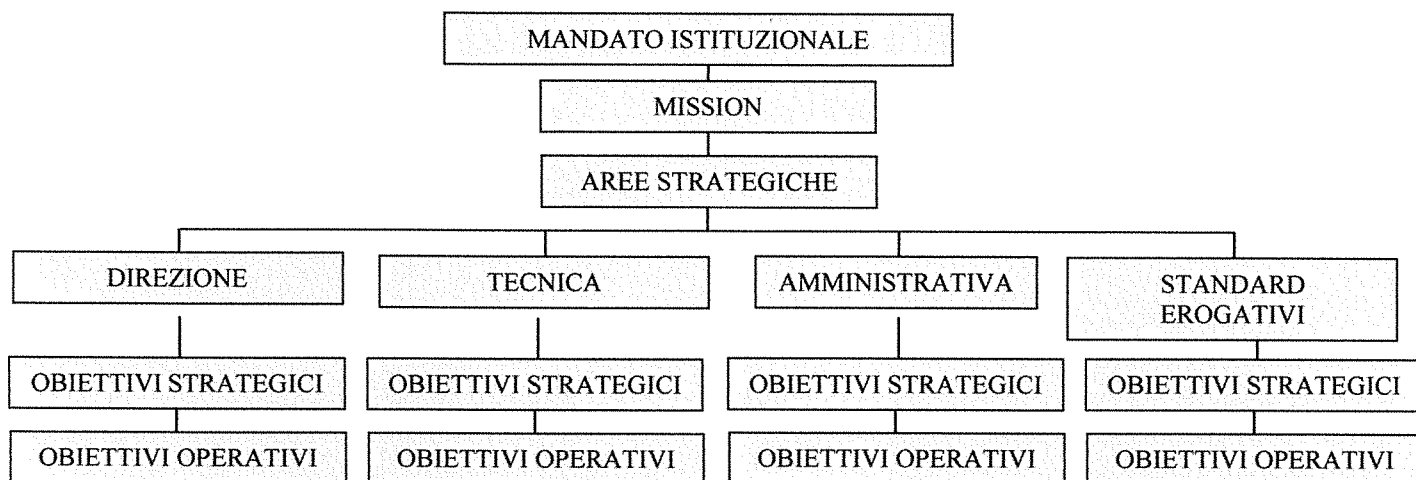 MANDATO ISTITUZIONALE
MISSION
AREE STRATEGICHE
DIREZIONE
TECNICA
AMMINISTRATIVA
STANDARD
EROGATIVI
OBIETTIVI STRATEGICI
OBIETTIVI STRATEGICI
OBIETTIVI STRATEGICI
OBIETTIVI STRATEGICI
OBIETTIVI OPERATIVI
OBIETTIVI OPERATIVI
OBIETTIVI OPERATIVI
OBIETTIVI OPERATIVI